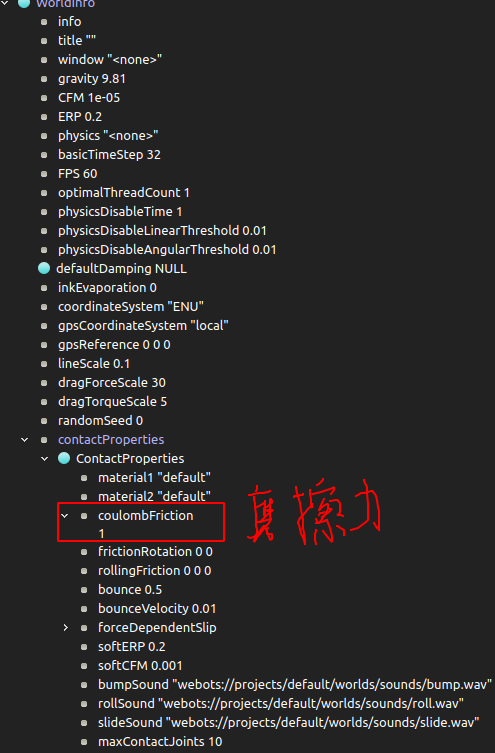 WorldInfo
info
title ""
window "<none>"
gravity 9.81
CFM 1e-05
ERP 0.2
physics "<none>"
basicTimeStep 32
FPS 60
optimalThreadCount 1
physicsDisableTime 1
physicsDisableLinearThreshold 0.01
physicsDisableAngularThreshold 0.01
defaultDamping NULL
inkEvaporation 0
coordinateSystem "ENU"
gpsCoordinateSystem "local"
gpsReference 0 0 0
lineScale 0.1
dragForceScale 30
dragTorqueScale 5
randomSeed 0
contactProperties
ContactProperties
material1 "default"
material2 "default"
coulombFriction
1
擦力
frictionRotation 0 0
rollingFriction 0 0 0
bounce 0.5
bounceVelocity 0.01
forceDependentSlip
softERP 0.2
softCFM 0.001
bumpSound "webots://projects/default/worlds/sounds/bump.wav"
rollSound "webots://projects/default/worlds/sounds/roll.wav"
slideSound "webots://projects/default/worlds/sounds/slide.wav"
maxContactJoints 10